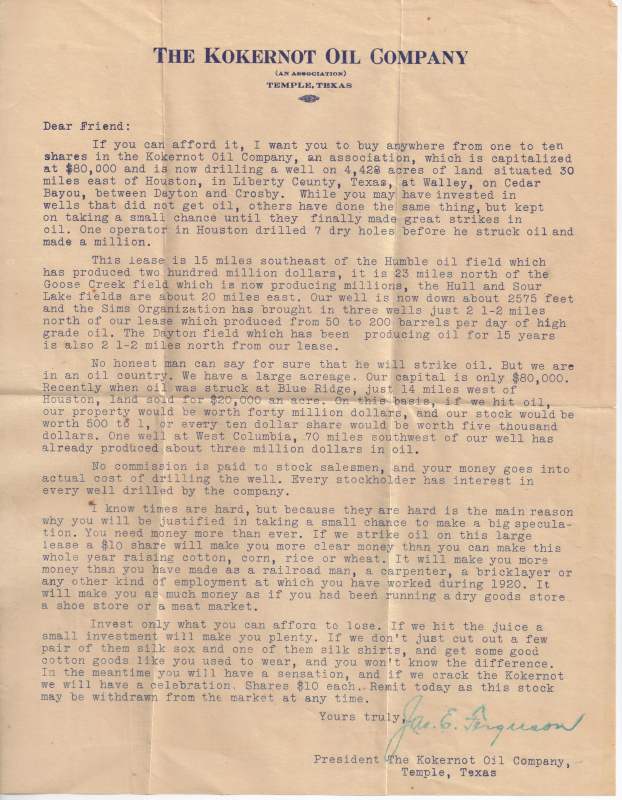 THE KOKERNOT OIL COMPANY
(AN ASSOCIATION)
TEMPLE, TEXAS
Dear Friend:
If you can afford it, I want you to buy anywhere from one to ten
shares in the Kokernot Oil Company, an association, which is capitalized
at $80,000 and is now drilling a well on 4,428 acres of land situated 30
miles east of Houston, in Liberty County, Texas, at Walley, on Cedar
Bayou, between Dayton and Crosby. While you may have invested in
wells that did not get oil, others have done the same thing, but kept
on taking a small chance until they finally made great strikes in
oil. One operator in Houston drilled 7 dry holes before he struck oil and
made a million.
This lease is 15 miles southeast of the Humble oil field which
has produced two hundred million dollars, it is 23 miles north of the
Goose Creek field which is now producing millions, the Hull and Sour
Lake fields are about 20 miles east. Our well is now down about 2575 feet
and the Sims Organization has brought in three wells just 2 1-2 miles
north of our lease which produced from 50 to 200 barrels per day of high
grade oil. The Dayton field which has been producing oil for 15 years
is also 2 1-2 miles north from our lease.
No honest man can say for sure that he will strike oil. But we are
in an oil country. We have a large acreage. Our capital is only $80,000.
Recently when oil was struck at Blue Ridge, just 14 miles west of
Houston, land sold for $20,000 an acre. On this basis, if we hit oil,
our property would be worth forty million dollars, and our stock would be
worth 500 to 1, or every ten dollar share would be worth five thousand
dollars. One well at West Columbia, 70 miles southwest of our well has
already produced about three million dollars in oil.
No commission is paid to stock salesmen, and your money goes into
actual cost of drilling the well. Every stockholder has interest in
every well drilled by the company.
I know times are hard, but because they are hard is the main reason
why you will be justified in taking a small chance to make a big specula-
tion. You need money more than ever. If we strike oil on this large
lease a $10 share will make you more clear money than you can make this
whole year raising cotton, corn, rice or wheat. It will make you more
money than you have made as a railroad man, a carpenter, a bricklayer or
any other kind of employment at which you have worked during 1920. It
will make you as much money as if you had been running a dry goods store
a shoe store or a meat market.
Invest only what you can afford to lose. If we hit the juice a
small investment will make you plenty. If we don't just cut out a few
pair of them silk sox and one of them silk shirts, and get some good
cotton goods like you used to wear, and you won't know the difference.
In the meantime you will have a sensation, and if we crack the Kokernot
we will have a celebration. Shares $10 each. Remit today as this stock
may be withdrawn from the market at any time.
Yours truly,
Jas. E. Ferguson
President The Kokernot Oil Company,
Temple, Texas